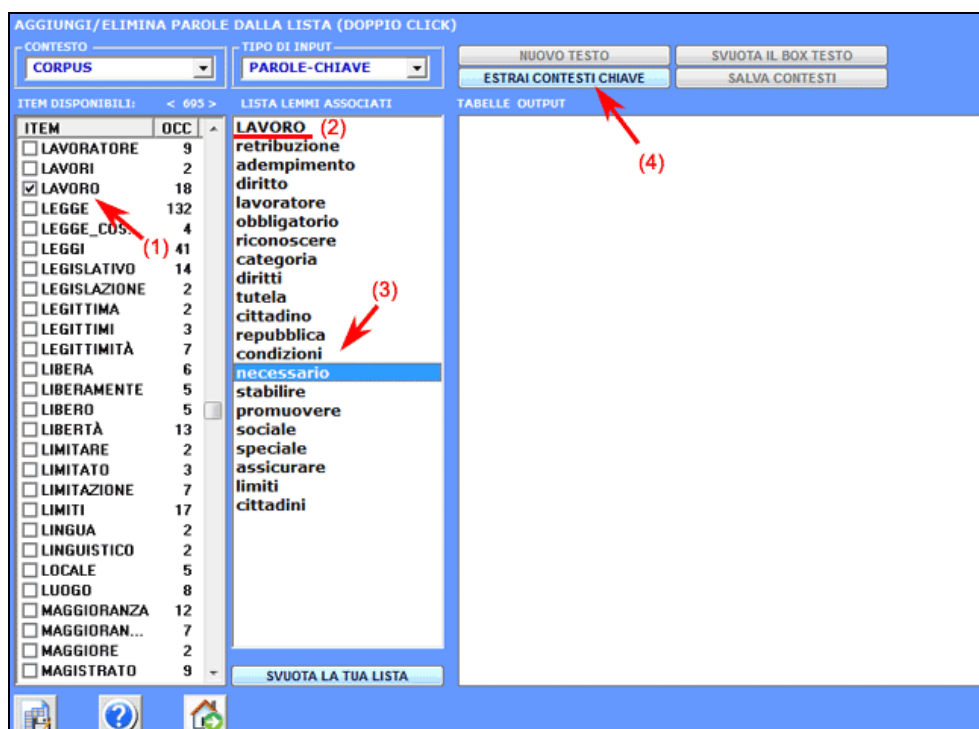 AGGIUNGI/ELIMINA PAROLE DALLA LISTA (DOPPIO CLICK)
CONTESTO
CORPUS
TIPO DI INPUT
PAROLE-CHIAVE
NUOVO TESTO
SVUOTA IL BOX TESTO
ESTRAI CONTESTI CHIAVE
SALVA CONTESTI
ITEM DISPONIBILI: < 695 >
LISTA LEMMI ASSOCIATI
TABELLE OUTPUT
ITEM OCC
LAVORATORE 9
LAVORI 2
LAVORO 18
LEGGE 132
LEGGE_COS... 4
(1)
LEGGI 41
LEGISLATIVO 14
LEGISLAZIONE 2
LEGITTIMA 2
LEGITTIMI 3
LEGITTIMITÀ 7
LIBERA 6
LIBERAMENTE 5
LIBERO 5
LIBERTÀ 13
LIMITARE 2
LIMITATO 3
LIMITAZIONE 7
LIMITI 17
LINGUA 2
LINGUISTICO 2
LOCALE 5
LUOGO 8
MAGGIORANZA 12
MAGGIORAN... 7
MAGGIORE 2
MAGISTRATO 9
LAVORO (2)
retribuzione
adempimento
diritto
lavoratore
obbligatorio
riconoscere
categoria
diritti
tutela
(3)
cittadino
repubblica
condizioni
necessario
stabilire
promuovere
sociale
speciale
assicurare
limiti
cittadini
SVUOTA LA TUA LISTA
(4)